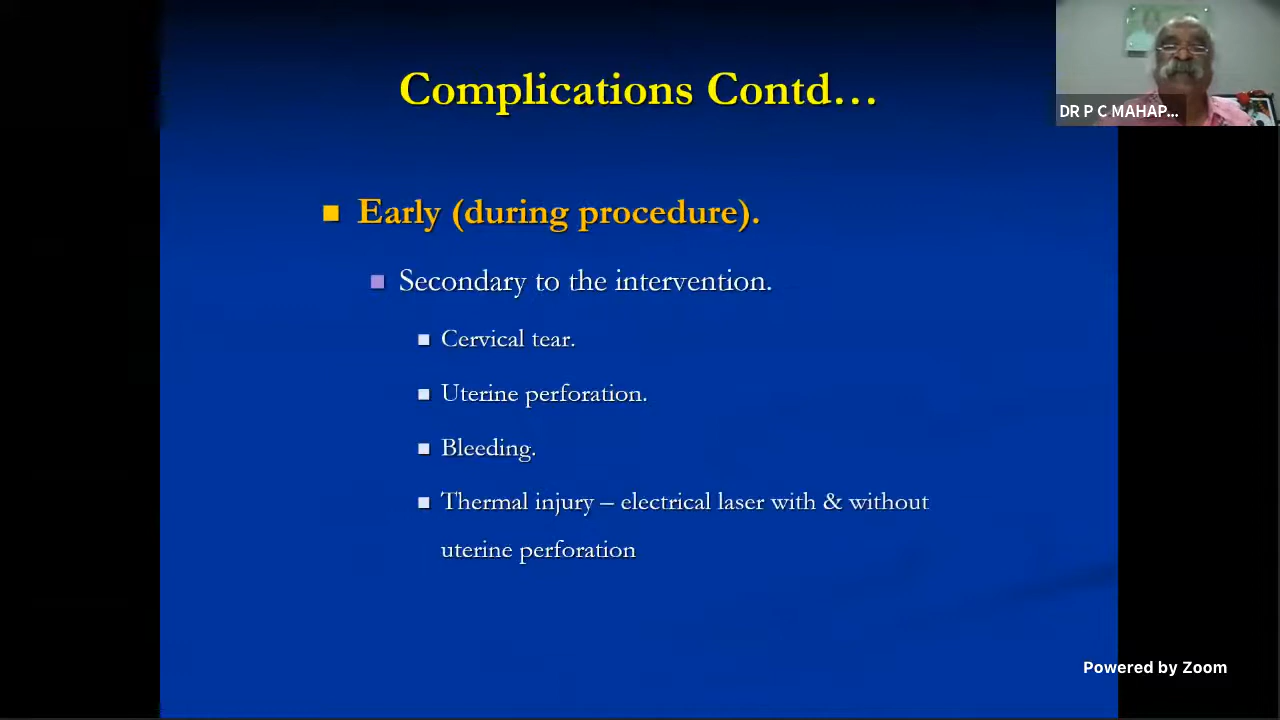 Complications Contd…
DR P C MAHAP...
Early (during procedure).
Secondary to the intervention.
Cervical tear.
Uterine perforation.
Bleeding.
Thermal injury – electrical laser with & without
uterine perforation
Powered by Zoom